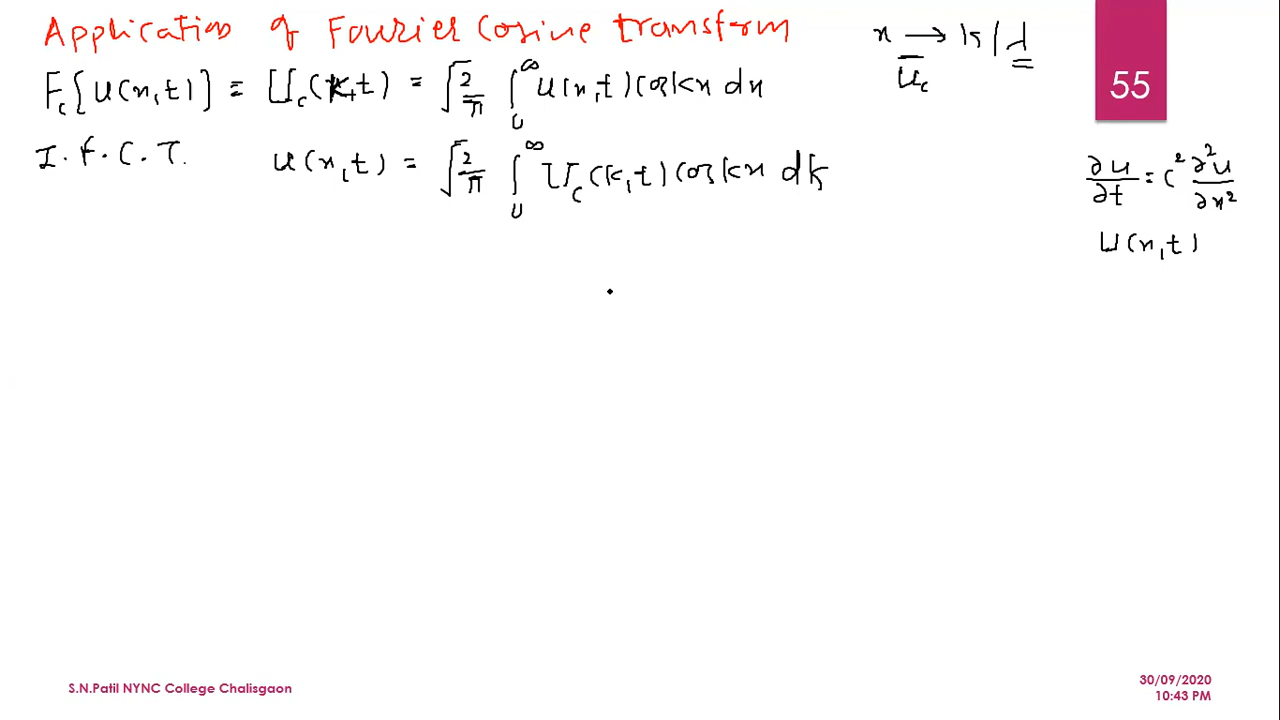 Application of Fourier Cosine transform
x → k / λ
F_c{U(x,t)} = U_c(k,t) = √(2/π) ∫_0^∞ U(x,t) cos kx dx
ū_c
55
I.F.C.T. u(x,t) = √(2/π) ∫_0^∞ U_c(k,t) cos kx dk
∂u/∂t = c² ∂²u/∂x²
U(x,t)
S.N.Patil NYNC College Chalisgaon
30/09/2020
10:43 PM